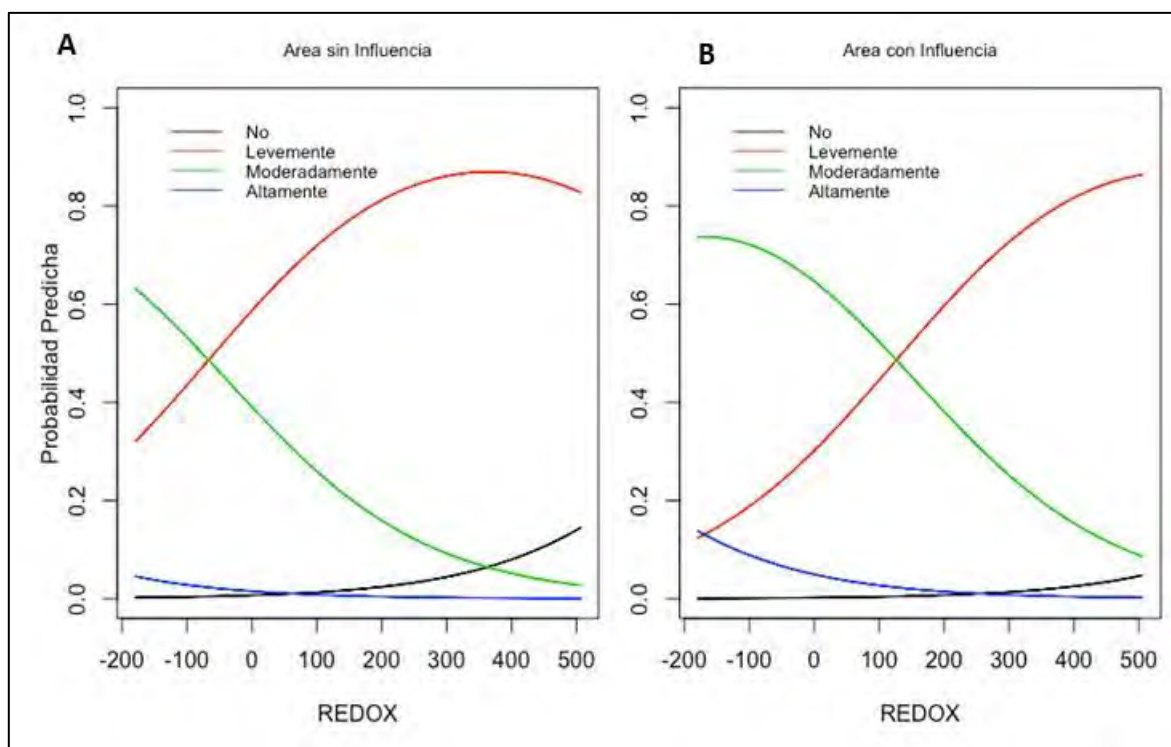 A
Area sin Influencia
No
Levemente
Moderadamente
Altamente
Probabilidad Predicha
1.0
0.8
0.6
0.4
0.2
0.0
-200 -100 0 100 200 300 400 500
REDOX
B
Area con Influencia
No
Levemente
Moderadamente
Altamente
1.0
0.8
0.6
0.4
0.2
0.0
-200 -100 0 100 200 300 400 500
REDOX